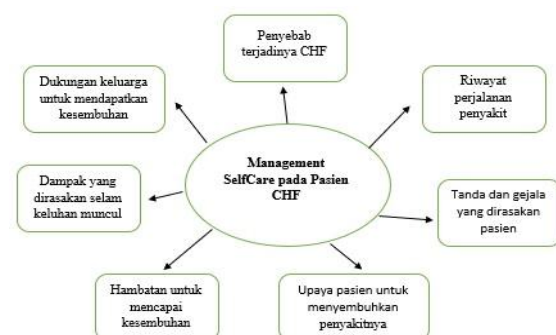 Penyebab
terjadinya CHF
Dukungan keluarga
untuk mendapatkan
kesembuhan
Riwayat
perjalanan
penyakit
Management
SelfCare pada Pasien
CHF
Dampak yang
dirasakan selam
keluhan muncul
Tanda dan gejala
yang dirasakan
pasien
Hambatan untuk
mencapai
kesembuhan
Upaya pasien untuk
menyembuhkan
penyakitnya